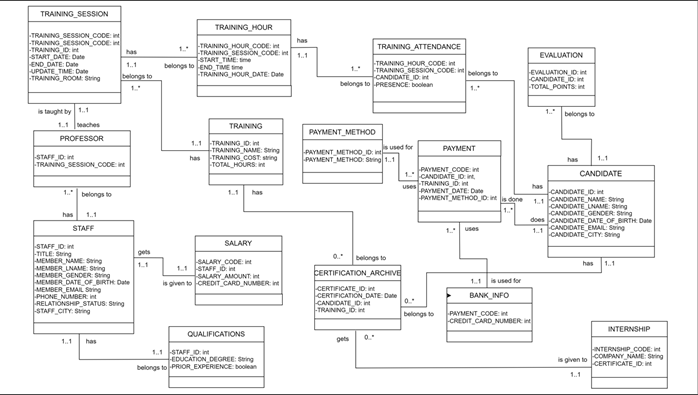 TRAINING_SESSION
-TRAINING_SESSION_CODE: int
-TRAINING_SESSION_CODE: int
-TRAINING_ID: int
-START_DATE: Date
-END_DATE: Date
-UPDATE_TIME: Date
-TRAINING_ROOM: String
has
1..1
1..*
belongs to
TRAINING_HOUR
-TRAINING_HOUR_CODE: int
-TRAINING_SESSION_CODE: int
-START_TIME: time
-END_TIME time
-TRAINING_HOUR_DATE: Date
has
1..1
1..*
belongs to
TRAINING_ATTENDANCE
-TRAINING_HOUR_CODE: int
-TRAINING_SESSION_CODE: int
-CANDIDATE_ID: int
-PRESENCE: boolean
belongs to
1..*
has
1..1
EVALUATION
-EVALUATION_ID: int
-CANDIDATE_ID: int
-TOTAL_POINTS: int
1..*
belongs to
has
1..1
belongs to
1..*
1..1
has
is taught by
1..1
1..1
teaches
PROFESSOR
-STAFF_ID: int
-TRAINING_SESSION_CODE: int
1..*
belongs to
has
1..1
TRAINING
-TRAINING_ID: int
-TRAINING_NAME: String
-TRAINING_COST: string
-TOTAL_HOURS: int
1..1
has
0..*
belongs to
PAYMENT_METHOD
-PAYMENT_METHOD_ID: int
-PAYMENT_METHOD: String
is used for
1..1
1..*
uses
PAYMENT
-PAYMENT_CODE: int
-CANDIDATE_ID: int,
-TRAINING_ID: int
-PAYMENT_DATE: Date
-PAYMENT_METHOD_ID: int
is done
1..*
does
1..1
uses
1..*
1..1
is used for
CANDIDATE
-CANDIDATE_ID: int
-CANDIDATE_NAME: String
-CANDIDATE_LNAME: String
-CANDIDATE_GENDER: String
-CANDIDATE_DATE_OF_BIRTH: Date
-CANDIDATE_EMAIL: String
-CANDIDATE_CITY: String
has
1..1
0..*
belongs to
STAFF
-STAFF_ID: int
-TITLE: String
-MEMBER_NAME: String
-MEMBER_LNAME: String
-MEMBER_GENDER: String
-MEMBER_DATE_OF_BIRTH: Date
-MEMBER_EMAIL String
-PHONE_NUMBER: int
-RELATIONSHIP_STATUS: String
-STAFF_CITY: String
gets
1..1
1..1
is given to
SALARY
-SALARY_CODE: int
-STAFF_ID: int
-SALARY_AMOUNT: int
-CREDIT_CARD_NUMBER: int
CERTIFICATION_ARCHIVE
-CERTIFICATE_ID: int
-CERTIFICATION_DATE: Date
-CANDIDATE_ID: int
-TRAINING_ID: int
gets
0..*
is given to
1..1
BANK_INFO
-PAYMENT_CODE: int
-CREDIT_CARD_NUMBER: int
1..1
has
1..1
belongs to
QUALIFICATIONS
-STAFF_ID: int
-EDUCATION_DEGREE: String
-PRIOR_EXPERIENCE: boolean
INTERNSHIP
-INTERNSHIP_CODE: int
-COMPANY_NAME: String
-CERTIFICATE_ID: int